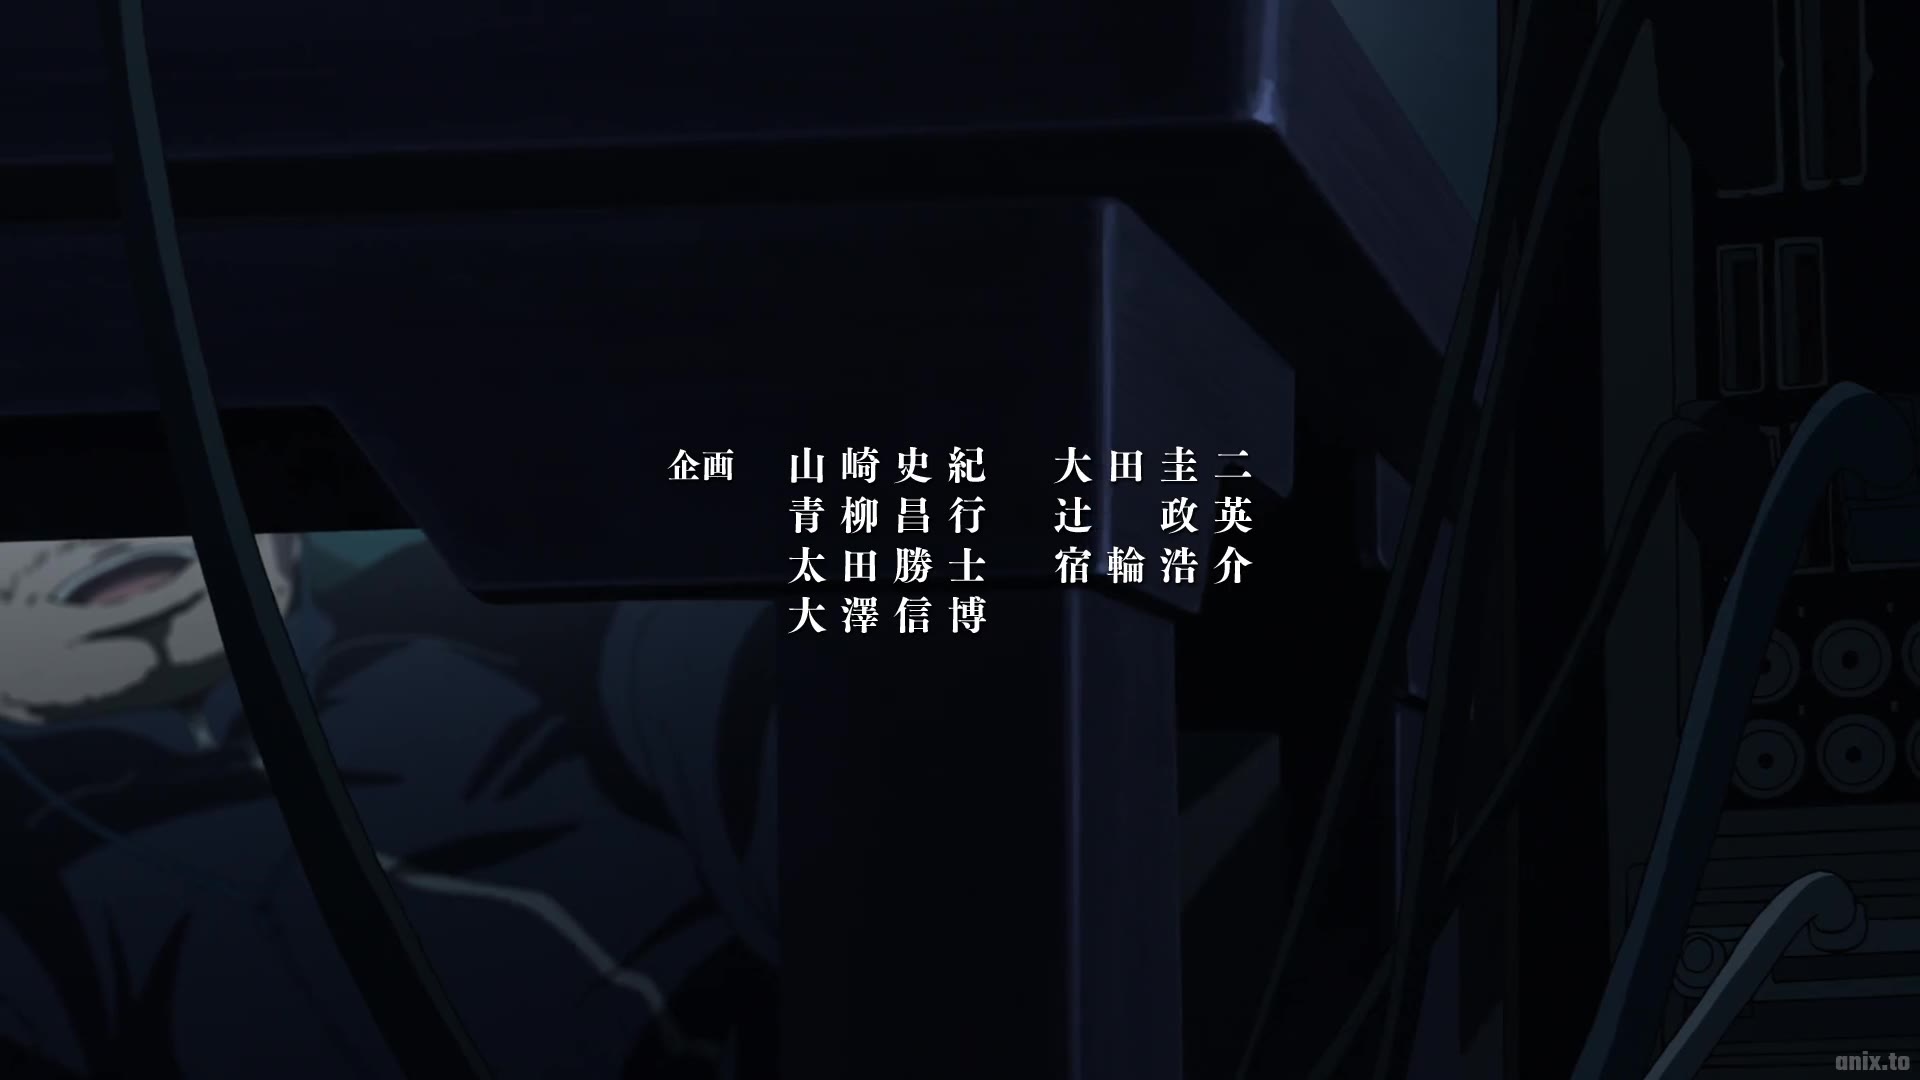 企画 山崎史紀 大田圭二
青柳昌行 辻 政英
太田勝士 宿輪浩介
大澤信博
anix.to